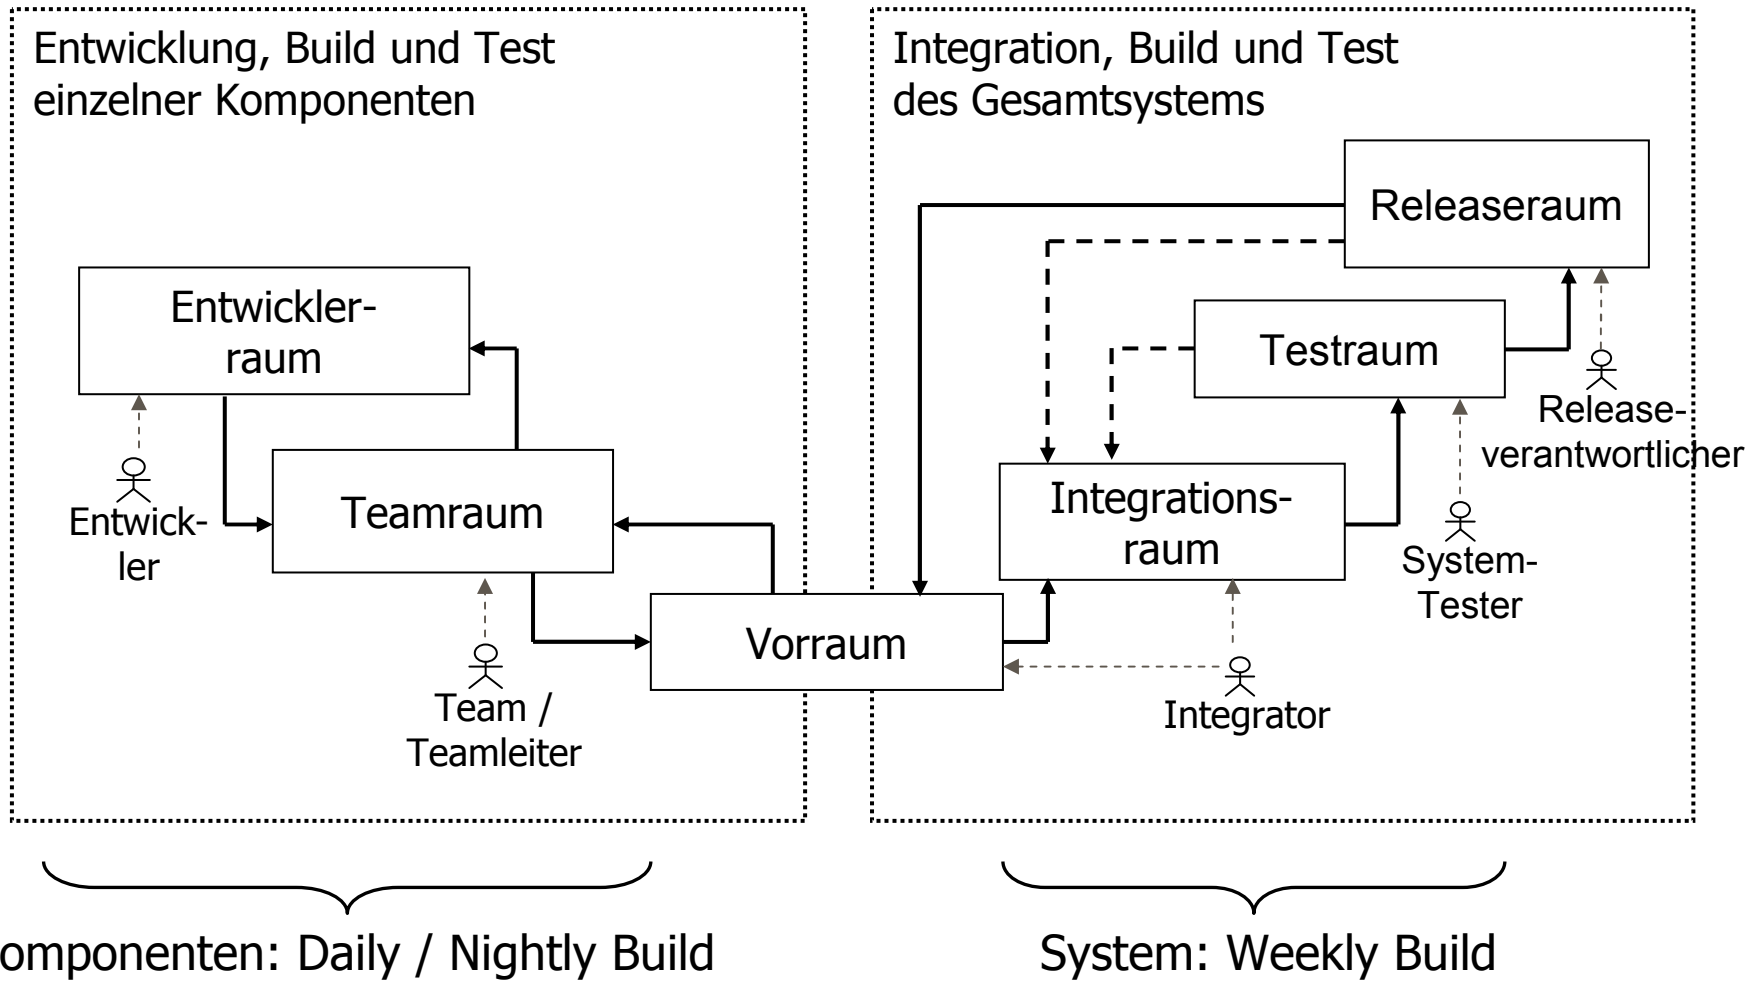 Entwicklung, Build und Test
einzelner Komponenten
Integration, Build und Test
des Gesamtsystems
Releaseraum
Entwickler-
raum
Testraum
Release-
verantwortlicher
Entwick-
ler
Teamraum
Integrations-
raum
System-
Tester
Vorraum
Team /
Teamleiter
Integrator
omponenten: Daily / Nightly Build
System: Weekly Build